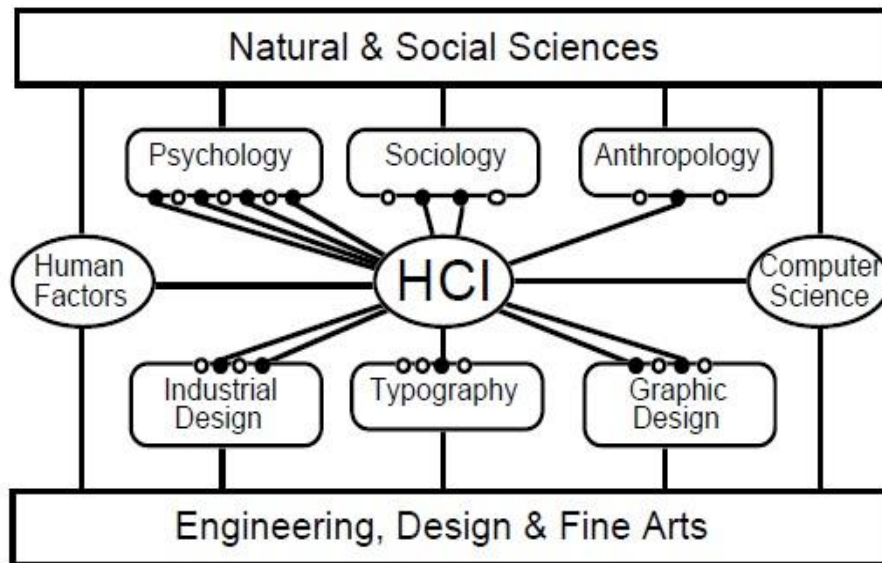 Natural & Social Sciences
Psychology
Sociology
Anthropology
Human
Factors
HCI
Computer
Science
Industrial
Design
Typography
Graphic
Design
Engineering, Design & Fine Arts